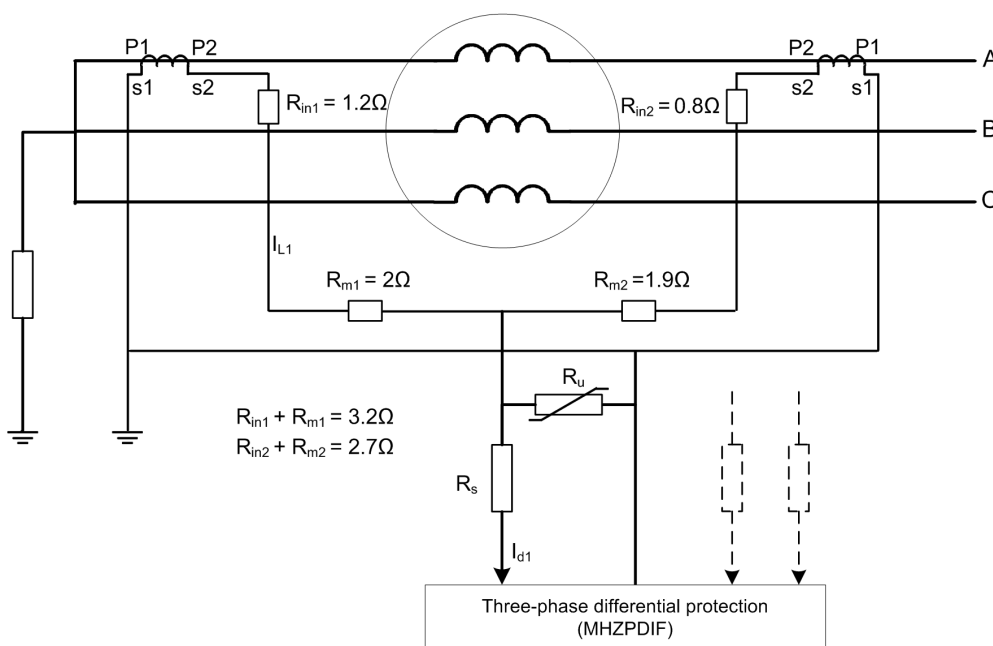 P1 P2
P2 P1
A
s1 s2
s2 s1
Rin1 = 1.2Ω
Rin2 = 0.8Ω
B
C
IL1
Rm1 = 2Ω
Rm2 =1.9Ω
Ru
Rin1 + Rm1 = 3.2Ω
Rin2 + Rm2 = 2.7Ω
Rs
Id1
Three-phase differential protection
(MHZPDIF)